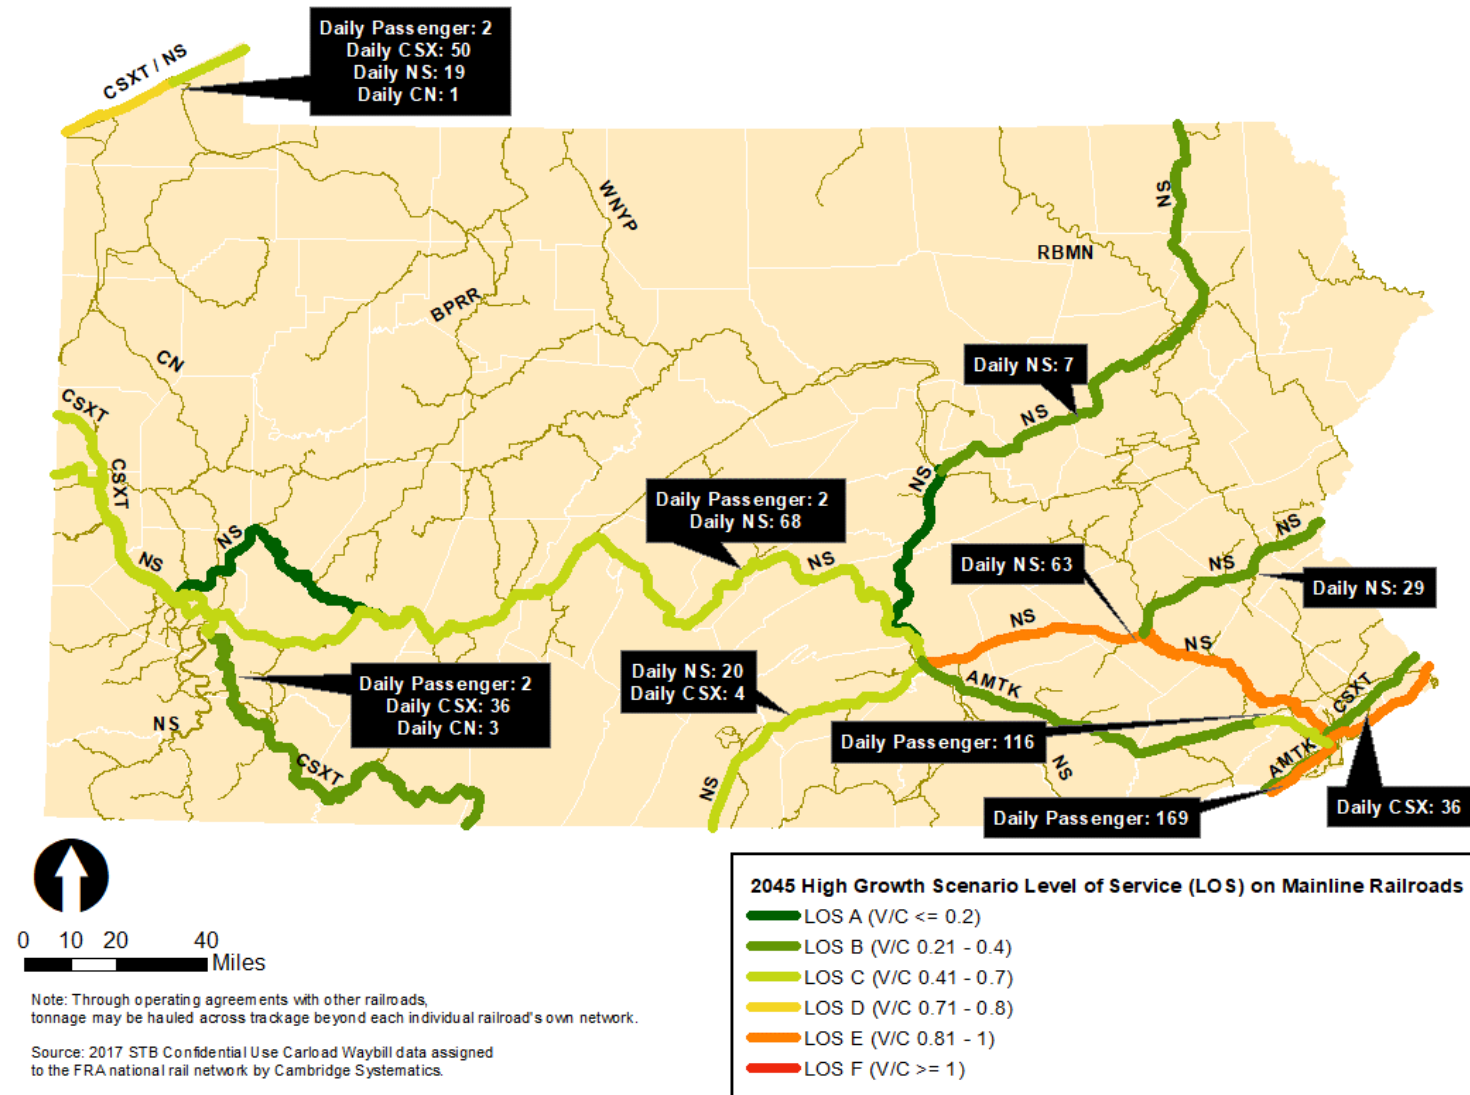 Daily Passenger: 2
Daily CSX: 50
Daily NS: 19
Daily CN: 1
CSXT / NS
WNYP
NS
RBMN
BPRR
CN
Daily NS: 7
CSXT
NS
CSXT
NS
Daily Passenger: 2
Daily NS: 68
NS
NS
NS
NS
NS
Daily NS: 63
Daily NS: 29
NS
NS
Daily NS: 20
Daily CSX: 4
AMTK
Daily Passenger: 2
Daily CSX: 36
Daily CN: 3
CSXT
NS
Daily Passenger: 116
AMTK
NS
CSXT
NS
Daily Passenger: 169
Daily CSX: 36
0 10 20 40
Miles
Note: Through operating agreements with other railroads,
tonnage may be hauled across trackage beyond each individual railroad's own network.
Source: 2017 STB Confidential Use Carload Waybill data assigned
to the FRA national rail network by Cambridge Systematics.
2045 High Growth Scenario Level of Service (LOS) on Mainline Railroads
LOS A (V/C <= 0.2)
LOS B (V/C 0.21 - 0.4)
LOS C (V/C 0.41 - 0.7)
LOS D (V/C 0.71 - 0.8)
LOS E (V/C 0.81 - 1)
LOS F (V/C >= 1)